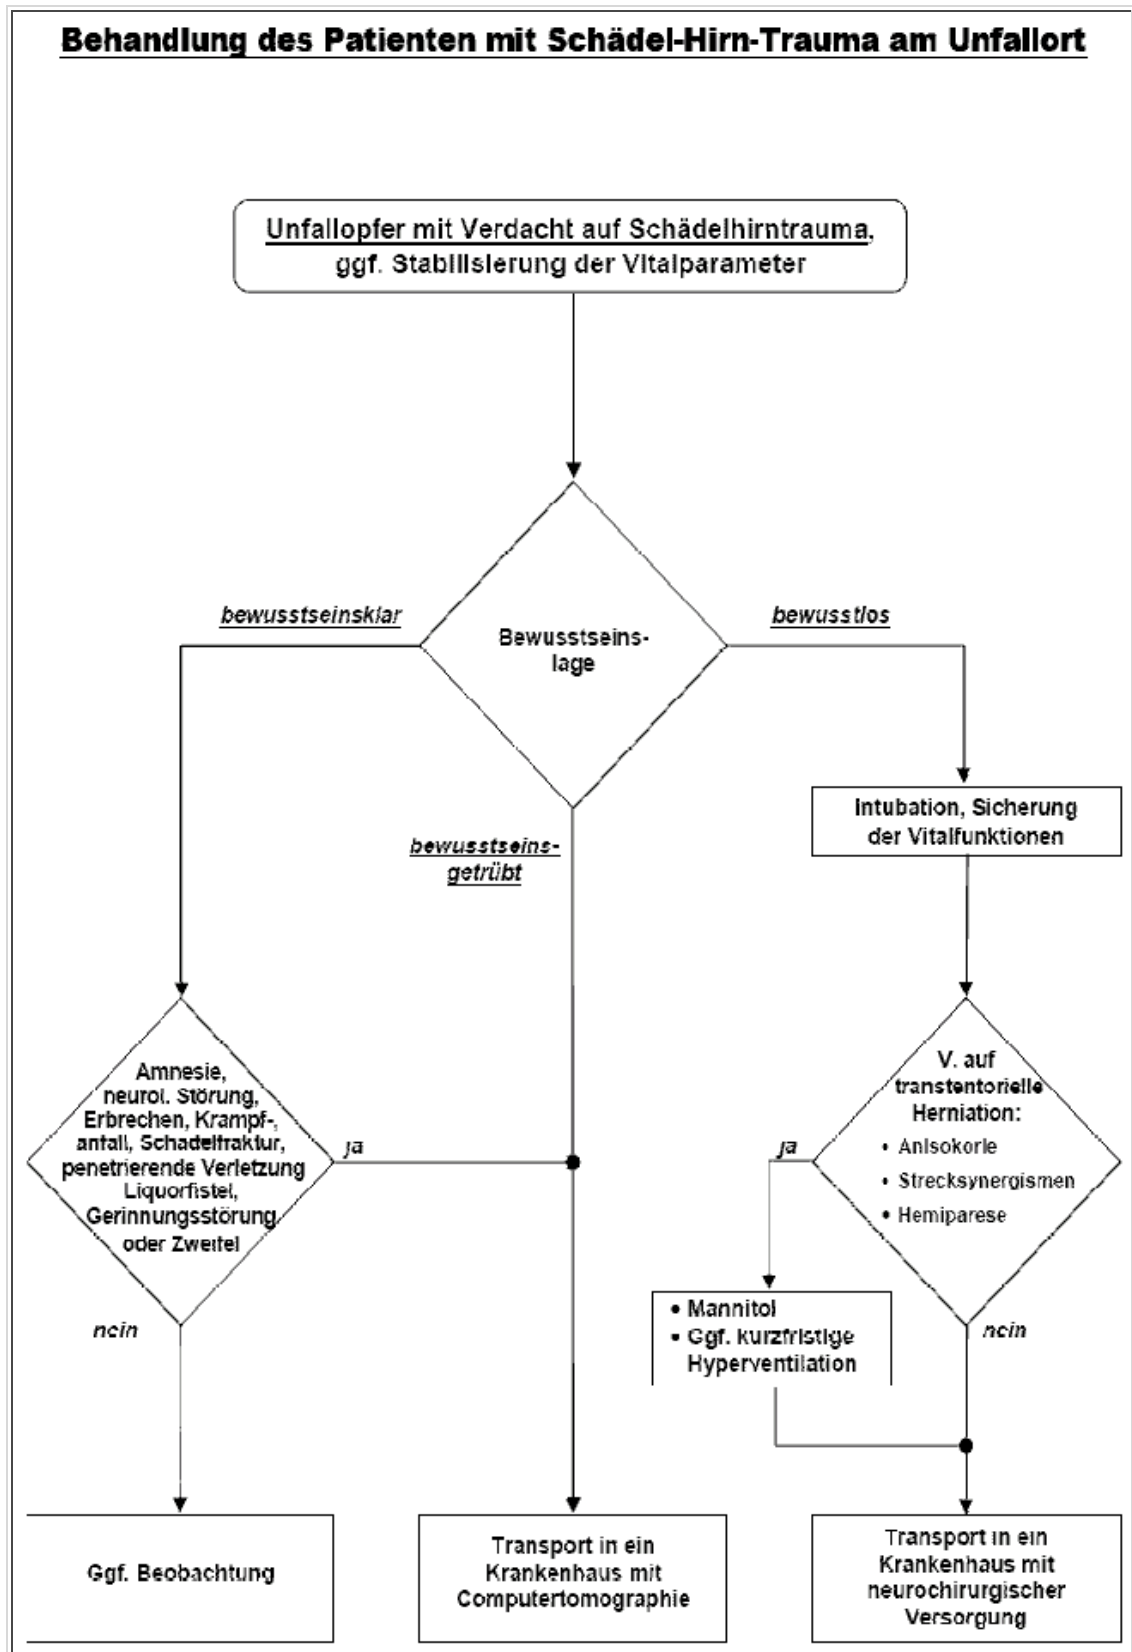 Behandlung des Patienten mit Schädel-Hirn-Trauma am Unfallort
Unfallopfer mit Verdacht auf Schädelhirntrauma,
ggf. Stabilisierung der Vitalparameter
bewusstseinsklar
Bewusstseins-
lage
bewusstlos
bewusstseins-
getrübt
Intubation, Sicherung
der Vitalfunktionen
Amnesie,
neurol. Störung,
Erbrechen, Krampf-,
anfall, Schädelfraktur,
penetrierende Verletzung
Liquorfistel,
Gerinnungsstörung
oder Zweifel
ja
nein
V. auf
transtentorielle
Herniation:
• Anisokorie
• Strecksynergismen
• Hemiparese
ja
nein
• Mannitol
• Ggf. kurzfristige
Hyperventilation
Ggf. Beobachtung
Transport in ein
Krankenhaus mit
Computertomographie
Transport in ein
Krankenhaus mit
neurochirurgischer
Versorgung